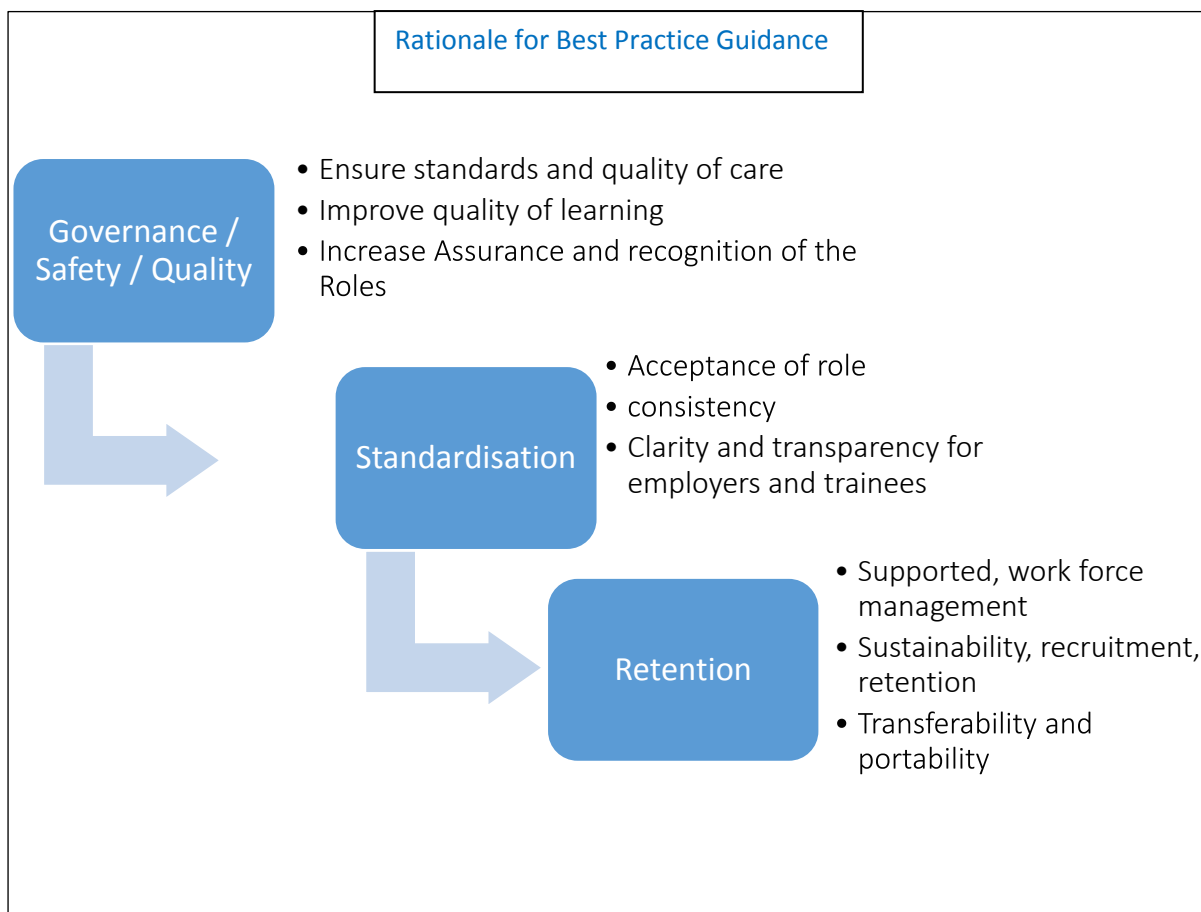 Rationale for Best Practice Guidance
Governance /
Safety / Quality
• Ensure standards and quality of care
• Improve quality of learning
• Increase Assurance and recognition of the
Roles
Standardisation
• Acceptance of role
• consistency
• Clarity and transparency for
employers and trainees
Retention
• Supported, work force
management
• Sustainability, recruitment,
retention
• Transferability and
portability